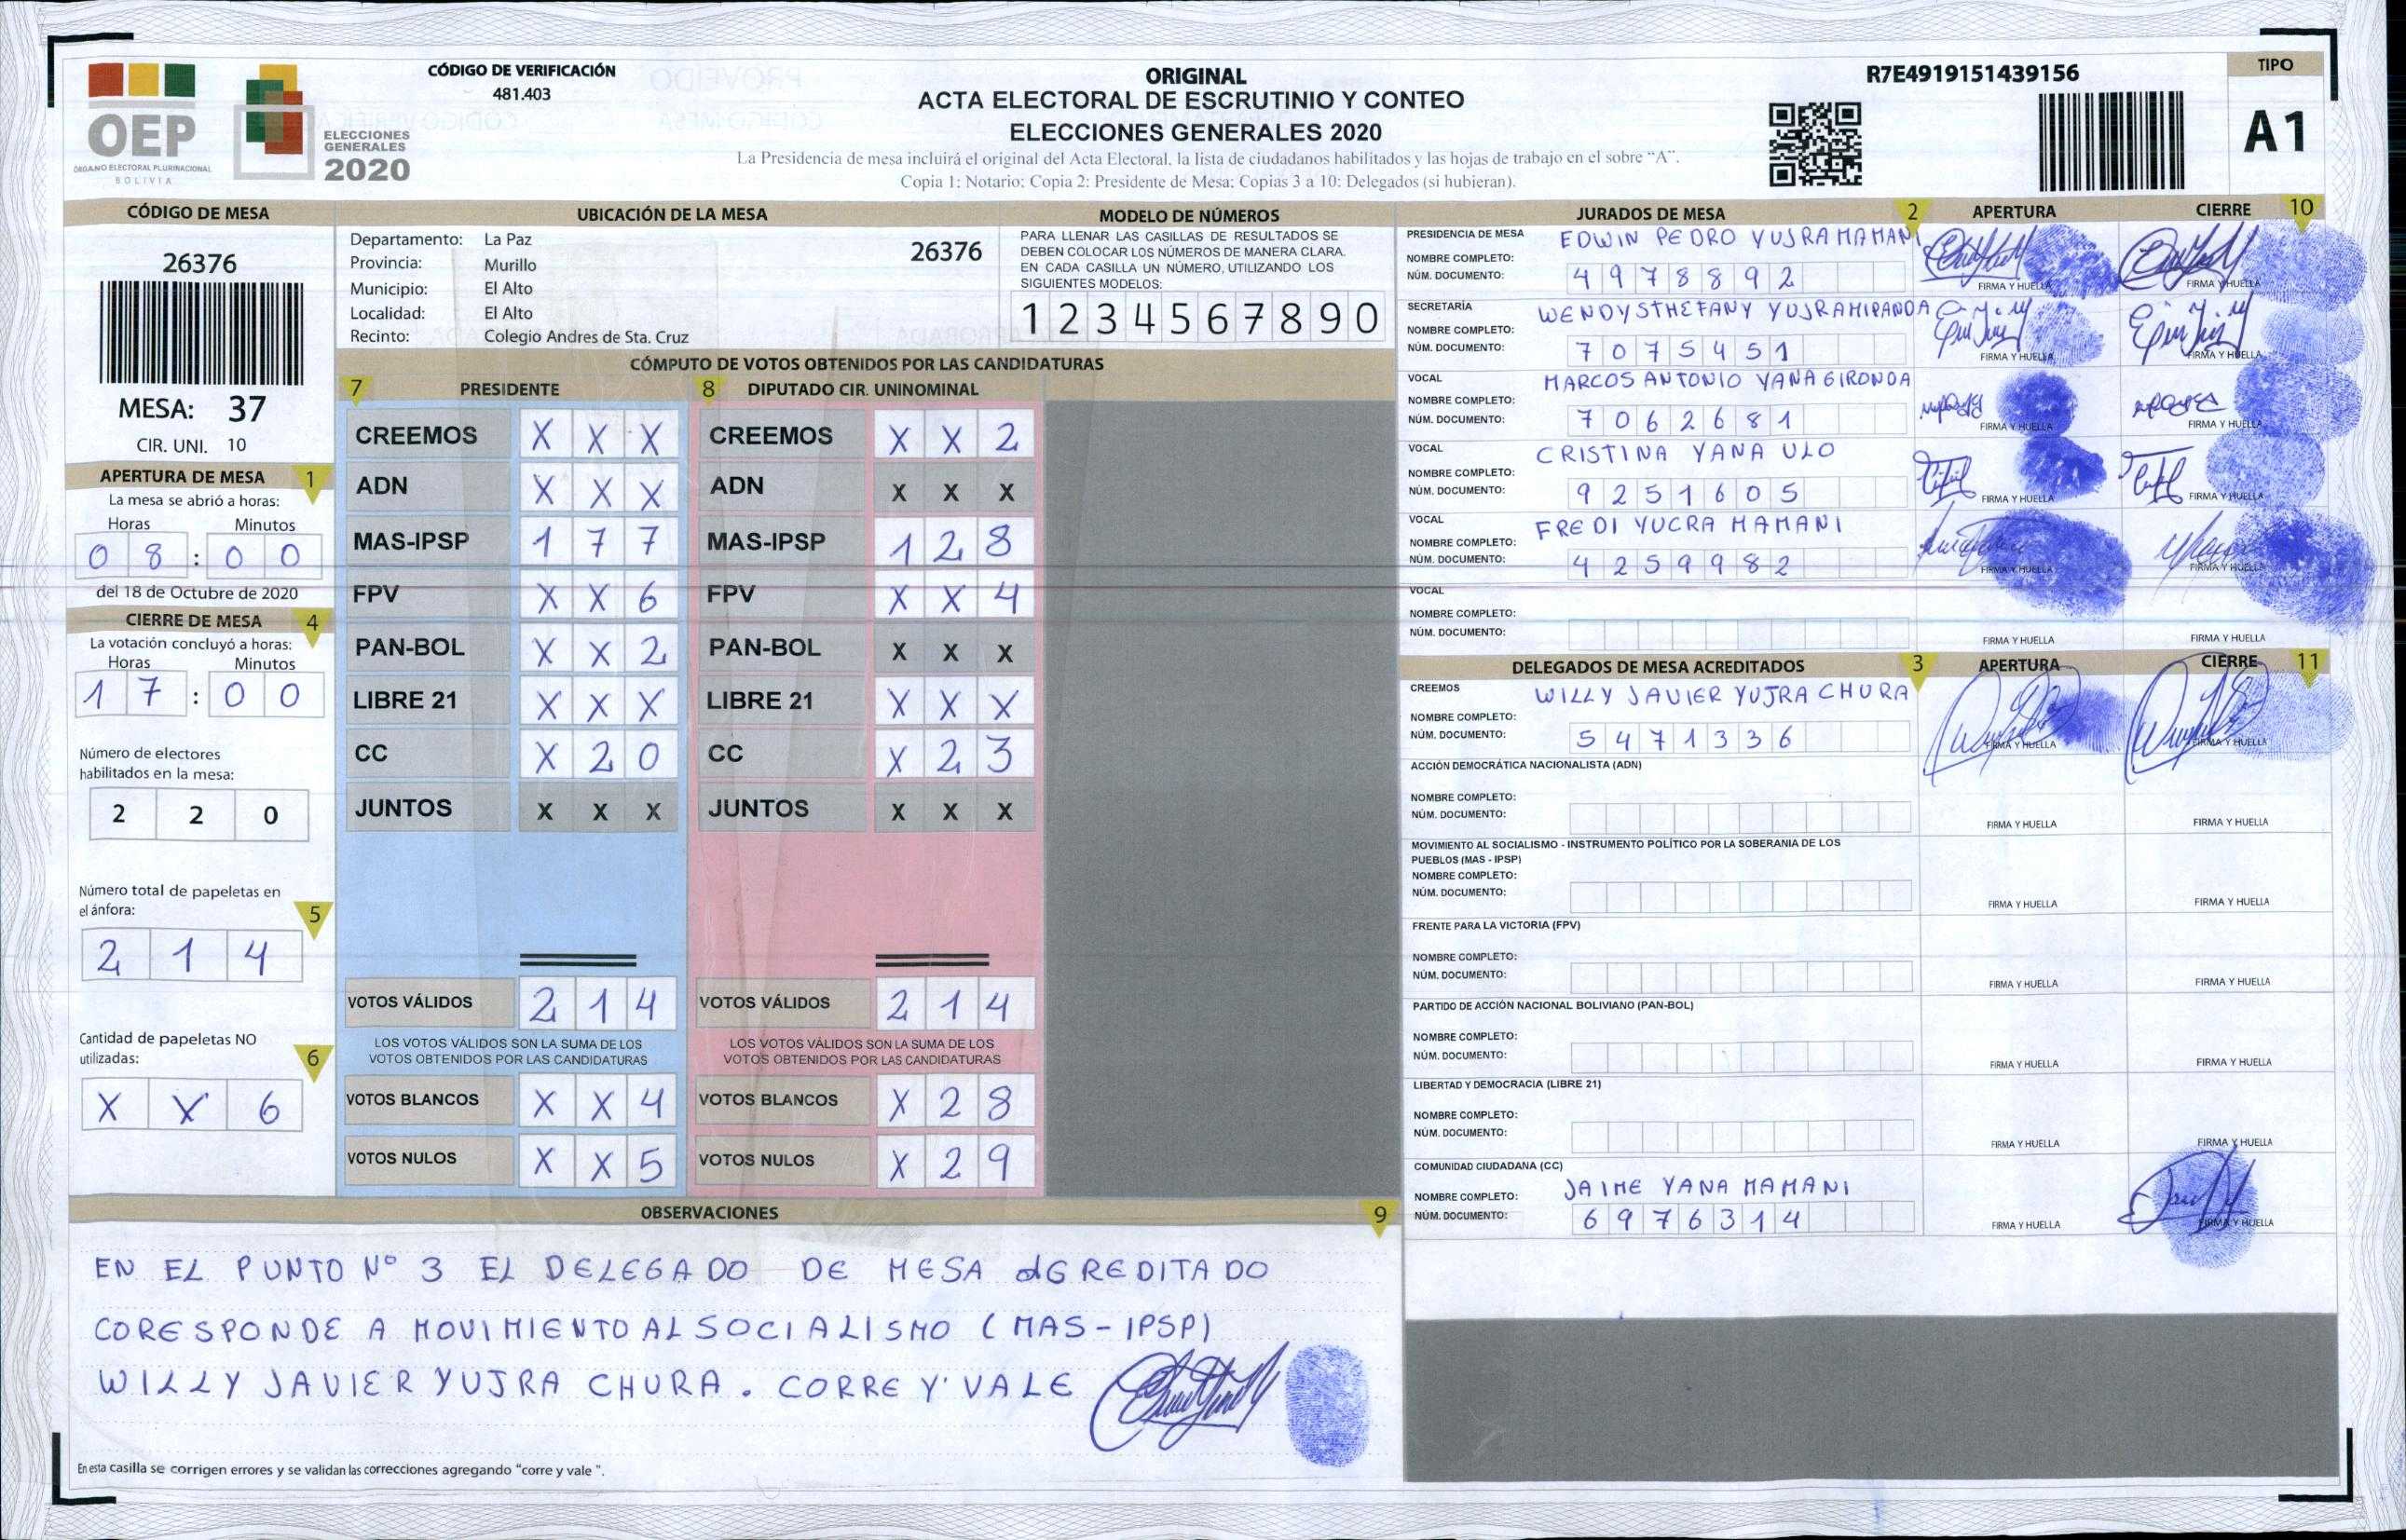 OEP
ÓRGANO ELECTORAL PLURINACIONAL
BOLIVIA
ELECCIONES
GENERALES
2020
CÓDIGO DE VERIFICACIÓN
481.403
ORIGINAL
ACTA ELECTORAL DE ESCRUTINIO Y CONTEO
ELECCIONES GENERALES 2020
La Presidencia de mesa incluirá el original del Acta Electoral, la lista de ciudadanos habilitados y las hojas de trabajo en el sobre “A”.
Copia 1: Notario; Copia 2: Presidente de Mesa; Copias 3 a 10: Delegados (si hubieran).
R7E4919151439156
TIPO
A1
CÓDIGO DE MESA
26376
MESA: 37
CIR. UNI. 10
APERTURA DE MESA 1
La mesa se abrió a horas:
Horas Minutos
0 8 : 0 0
del 18 de Octubre de 2020
CIERRE DE MESA 4
La votación concluyó a horas:
Horas Minutos
1 7 : 0 0
Número de electores
habilitados en la mesa:
2 2 0
Número total de papeletas en
el ánfora:
5
2 1 4
Cantidad de papeletas NO
utilizadas:
6
X X 6
UBICACIÓN DE LA MESA
Departamento: La Paz
26376
Provincia: Murillo
Municipio: El Alto
Localidad: El Alto
Recinto: Colegio Andres de Sta. Cruz
MODELO DE NÚMEROS
PARA LLENAR LAS CASILLAS DE RESULTADOS SE
DEBEN COLOCAR LOS NÚMEROS DE MANERA CLARA.
EN CADA CASILLA UN NÚMERO, UTILIZANDO LOS
SIGUIENTES MODELOS:
1 2 3 4 5 6 7 8 9 0
CÓMPUTO DE VOTOS OBTENIDOS POR LAS CANDIDATURAS
7 PRESIDENTE 8 DIPUTADO CIR. UNINOMINAL
CREEMOS X X X CREEMOS X X 2
ADN X X X ADN X X X
MAS-IPSP 1 7 7 MAS-IPSP 1 2 8
FPV X X 6 FPV X X 4
PAN-BOL X X 2 PAN-BOL X X X
LIBRE 21 X X X LIBRE 21 X X X
CC X 2 0 CC X 2 3
JUNTOS X X X JUNTOS X X X
VOTOS VÁLIDOS 2 1 4 VOTOS VÁLIDOS 2 1 4
LOS VOTOS VÁLIDOS SON LA SUMA DE LOS LOS VOTOS VÁLIDOS SON LA SUMA DE LOS
VOTOS OBTENIDOS POR LAS CANDIDATURAS VOTOS OBTENIDOS POR LAS CANDIDATURAS
VOTOS BLANCOS X X 4 VOTOS BLANCOS X 2 8
VOTOS NULOS X X 5 VOTOS NULOS X 2 9
JURADOS DE MESA 2 APERTURA CIERRE 10
PRESIDENCIA DE MESA EDWIN PEDRO YUJRA MAMANI
NOMBRE COMPLETO:
NÚM. DOCUMENTO: 4 9 7 8 8 9 2 FIRMA Y HUELLA FIRMA Y HUELLA
SECRETARÍA WENDY STHEFANY YUJRA MIRANDA
NOMBRE COMPLETO:
NÚM. DOCUMENTO: 7 0 7 5 4 5 1 FIRMA Y HUELLA FIRMA Y HUELLA
VOCAL MARCOS ANTONIO YANA GIRONDA
NOMBRE COMPLETO:
NÚM. DOCUMENTO: 7 0 6 2 6 8 1 FIRMA Y HUELLA FIRMA Y HUELLA
VOCAL CRISTINA YANA ULO
NOMBRE COMPLETO:
NÚM. DOCUMENTO: 9 2 5 1 6 0 5 FIRMA Y HUELLA FIRMA Y HUELLA
VOCAL FREDI YUCRA MAMANI
NOMBRE COMPLETO:
NÚM. DOCUMENTO: 4 2 5 9 9 8 2 FIRMA Y HUELLA FIRMA Y HUELLA
VOCAL
NOMBRE COMPLETO:
NÚM. DOCUMENTO: FIRMA Y HUELLA FIRMA Y HUELLA
DELEGADOS DE MESA ACREDITADOS 3 APERTURA CIERRE 11
CREEMOS WILLY JAVIER YUJRA CHURA
NOMBRE COMPLETO:
NÚM. DOCUMENTO: 5 4 7 1 3 3 6 FIRMA Y HUELLA FIRMA Y HUELLA
ACCIÓN DEMOCRÁTICA NACIONALISTA (ADN)
NOMBRE COMPLETO:
NÚM. DOCUMENTO: FIRMA Y HUELLA FIRMA Y HUELLA
MOVIMIENTO AL SOCIALISMO - INSTRUMENTO POLÍTICO POR LA SOBERANIA DE LOS
PUEBLOS (MAS - IPSP)
NOMBRE COMPLETO:
NÚM. DOCUMENTO: FIRMA Y HUELLA FIRMA Y HUELLA
FRENTE PARA LA VICTORIA (FPV)
NOMBRE COMPLETO:
NÚM. DOCUMENTO: FIRMA Y HUELLA FIRMA Y HUELLA
PARTIDO DE ACCIÓN NACIONAL BOLIVIANO (PAN-BOL)
NOMBRE COMPLETO:
NÚM. DOCUMENTO: FIRMA Y HUELLA FIRMA Y HUELLA
LIBERTAD Y DEMOCRACIA (LIBRE 21)
NOMBRE COMPLETO:
NÚM. DOCUMENTO: FIRMA Y HUELLA FIRMA Y HUELLA
COMUNIDAD CIUDADANA (CC)
NOMBRE COMPLETO: JAIME YANA MAMANI
NÚM. DOCUMENTO: 6 9 7 6 3 1 4 FIRMA Y HUELLA FIRMA Y HUELLA
OBSERVACIONES 9
EN EL PUNTO Nº 3 EL DELEGADO DE MESA AGREDITADO
CORESPONDE A MOVIMIENTO AL SOCIALISMO (MAS-IPSP)
WILLY JAVIER YUJRA CHURA. CORRE Y VALE
En esta casilla se corrigen errores y se validan las correcciones agregando "corre y vale ".